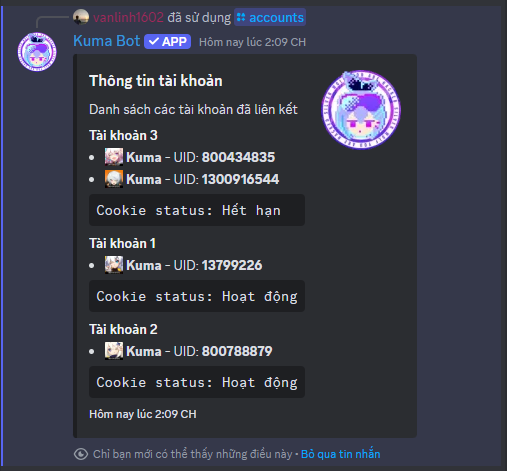 vanlinh1602 đã sử dụng accounts
Kuma Bot ✓ APP Hôm nay lúc 2:09 CH
Thông tin tài khoản
Danh sách các tài khoản đã liên kết
Tài khoản 3
• Kuma - UID: 800434835
• Kuma - UID: 1300916544
Cookie status: Hết hạn
Tài khoản 1
• Kuma - UID: 13799226
Cookie status: Hoạt động
Tài khoản 2
• Kuma - UID: 800788879
Cookie status: Hoạt động
Hôm nay lúc 2:09 CH
Chỉ bạn mới có thể thấy những điều này • Bỏ qua tin nhắn